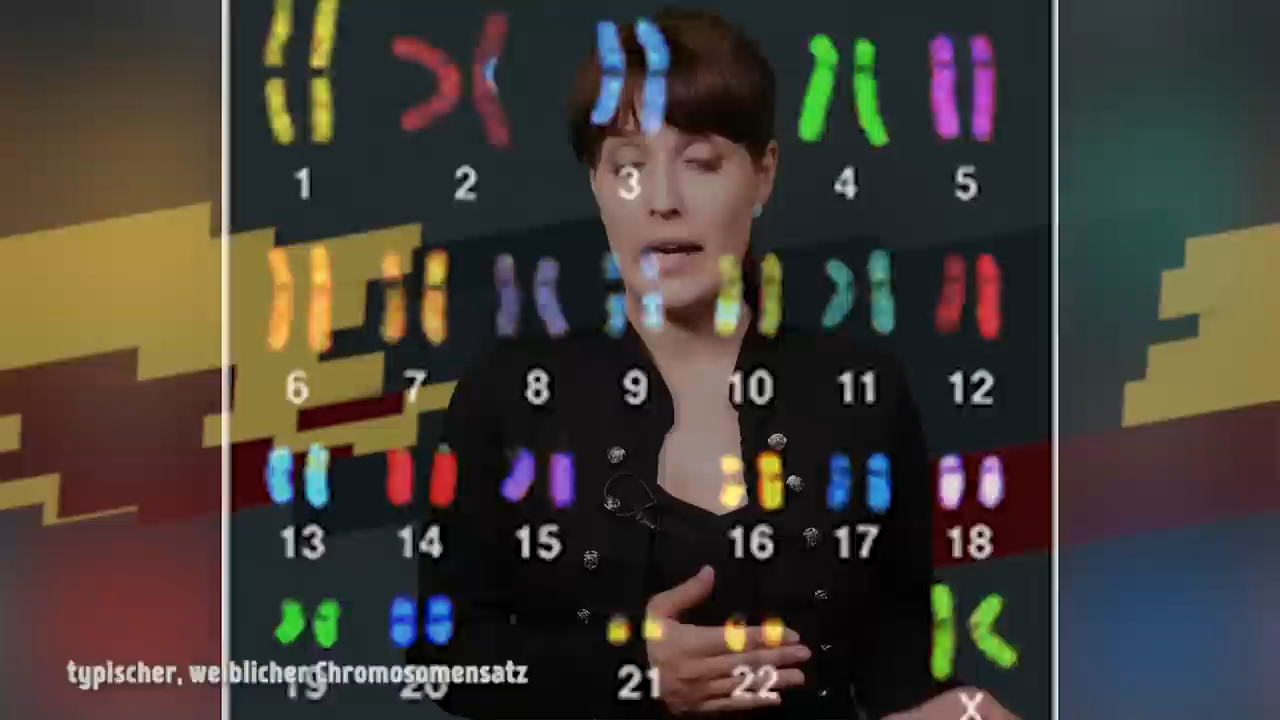 1 2 3 4 5
6 7 8 9 10 11 12
13 14 15 16 17 18
19 20 21 22 X
typischer, weiblicher Chromosomensatz